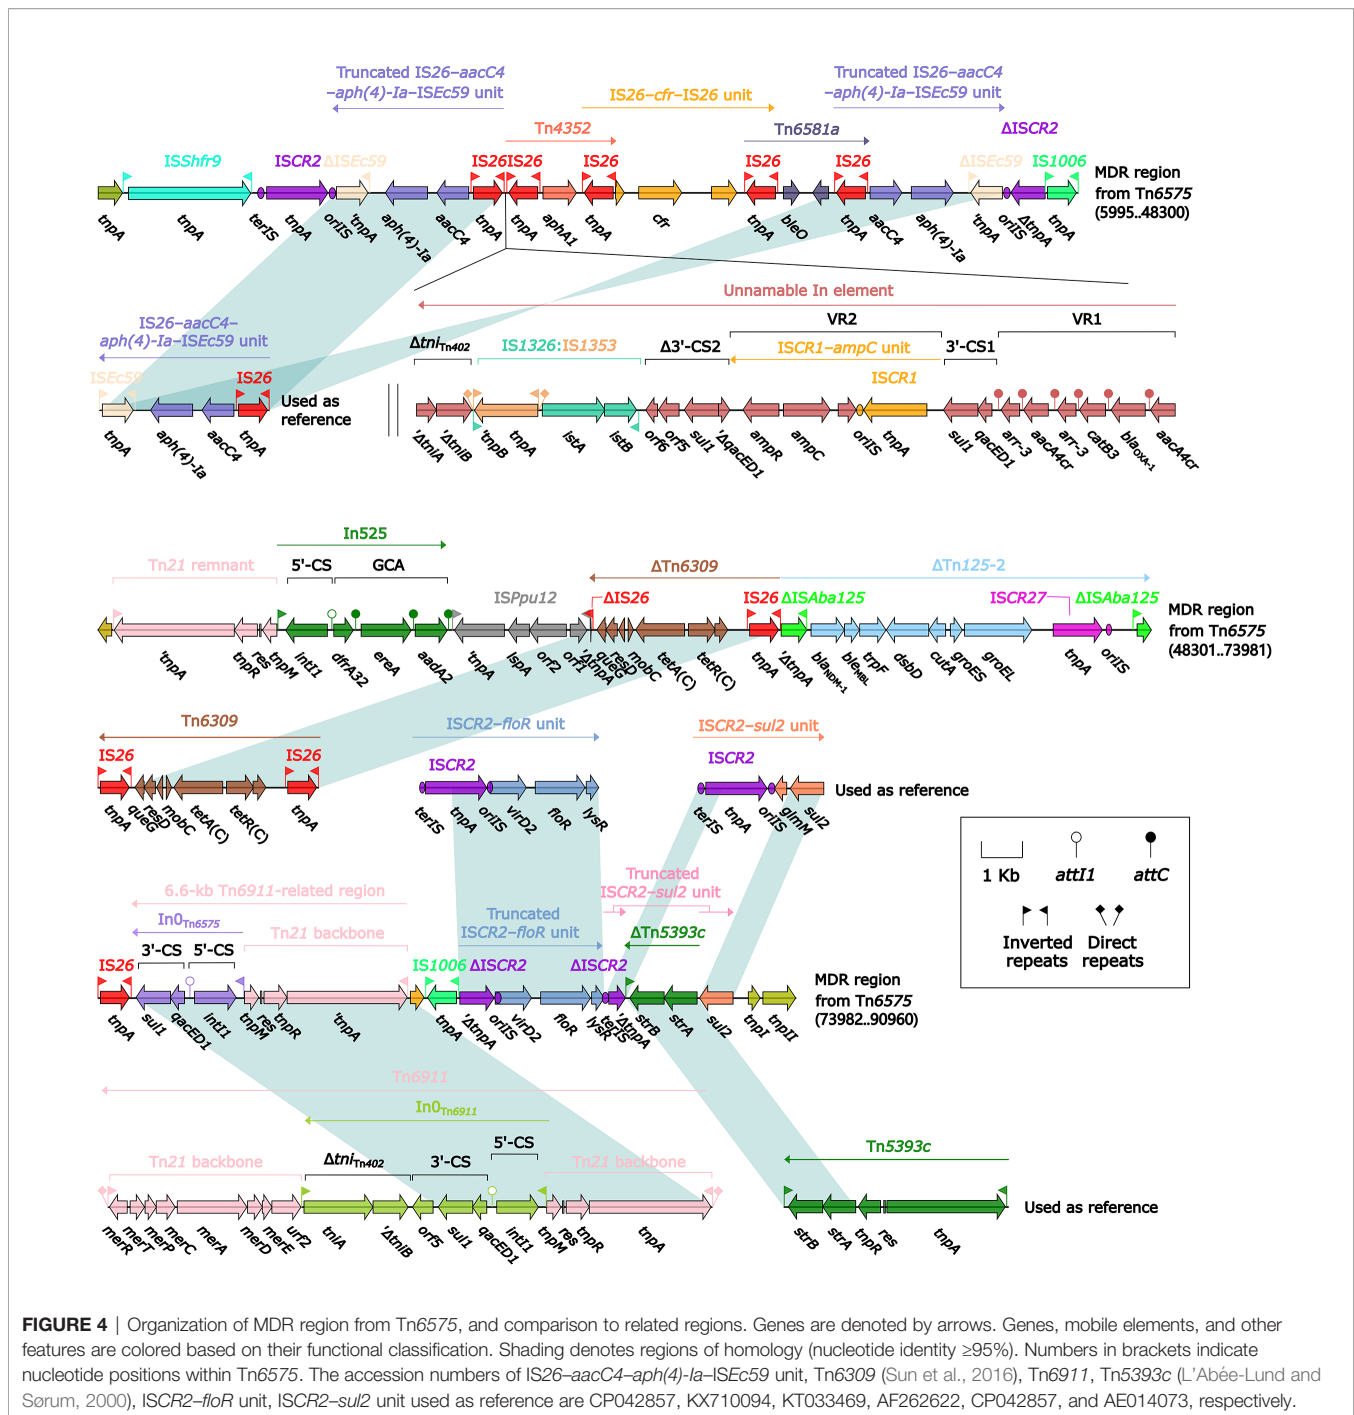 Truncated IS26–aacC4
–aph(4)-Ia–ISEc59 unit
IS26–cfr–IS26 unit
Truncated IS26–aacC4
–aph(4)-Ia–ISEc59 unit
Tn4352
Tn6581a
ΔISCR2
ISShfr9
ISCR2
ΔISEc59
IS26
IS26
IS26
IS26
IS26
ΔISEc59
IS1006
MDR region
from Tn6575
(5995..48300)
tnpA
tnpA
terIS
tnpA
oriIS
'tnpA
aph(4)-Ia
aacC4
tnpA
tnpA
aphA1
tnpA
cfr
tnpA
bleO
tnpA
aacC4
aph(4)-Ia
'tnpA
oriIS
ΔtnpA
tnpA
Unnamable In element
IS26–aacC4–
aph(4)-Ia–ISEc59 unit
VR2
VR1
ΔtniTn402
IS1326:IS1353
Δ3'-CS2
ISCR1–ampC unit
3'-CS1
ISEc59
IS26
Used as
reference
ISCR1
tnpA
aph(4)-Ia
aacC4
tnpA
'ΔtniA
'ΔtniB
'tnpB
tnpA
istA
istB
orf6
orf5
sul1
'ΔqacED1
ampR
ampC
oriIS
tnpA
sul1
qacED1
arr-3
aacA4cr
arr-3
catB3
blaOXA-1
aacA4cr
In525
Tn21 remnant
5'-CS
GCA
ISPpu12
ΔTn6309
ΔTn125-2
ΔIS26
IS26
ΔISAba125
ISCR27
ΔISAba125
MDR region
from Tn6575
(48301..73981)
'tnpA
tnpR
res
tnpM
intI1
dfrA32
ereA
aadA2
'tnpA
lspA
orf2
orf1
'ΔtnpA
queG
resD
mobC
tetA(C)
tetR(C)
tnpA
'ΔtnpA
blaNDM-1
bleMBL
trpF
dsbD
cutA
groES
groEL
tnpA
oriIS
Tn6309
ISCR2–floR unit
ISCR2–sul2 unit
IS26
IS26
ISCR2
ISCR2
Used as reference
tnpA
queG
resD
mobC
tetA(C)
tetR(C)
tnpA
terIS
tnpA
oriIS
virD2
floR
lysR
terIS
tnpA
oriIS
glmM
sul2
1 Kb
attI1
attC
Inverted
repeats
Direct
repeats
6.6-kb Tn6911-related region
Truncated
ISCR2–sul2 unit
In0Tn6575
Tn21 backbone
Truncated
ISCR2–floR unit
ΔTn5393c
3'-CS
5'-CS
IS26
IS1006
ΔISCR2
ΔISCR2
MDR region
from Tn6575
(73982..90960)
tnpA
sul1
qacED1
intI1
tnpM
res
tnpR
'tnpA
tnpA
'ΔtnpA
oriIS
virD2
floR
lysR
terIS
'ΔtnpA
strB
strA
sul2
tnpI
tnpII
Tn6911
In0Tn6911
Tn21 backbone
ΔtniTn402
3'-CS
5'-CS
Tn21 backbone
Tn5393c
Used as reference
merR
merT
merP
merC
merA
merD
merE
urf2
tniA
'ΔtniB
orf5
sul1
qacED1
intI1
tnpM
res
tnpR
tnpA
strB
strA
tnpR
res
tnpA
FIGURE 4 | Organization of MDR region from Tn6575, and comparison to related regions. Genes are denoted by arrows. Genes, mobile elements, and other
features are colored based on their functional classification. Shading denotes regions of homology (nucleotide identity ≥95%). Numbers in brackets indicate
nucleotide positions within Tn6575. The accession numbers of IS26–aacC4–aph(4)-Ia–ISEc59 unit, Tn6309 (Sun et al., 2016), Tn6911, Tn5393c (L'Abée-Lund and
Sørum, 2000), ISCR2–floR unit, ISCR2–sul2 unit used as reference are CP042857, KX710094, KT033469, AF262622, CP042857, and AE014073, respectively.